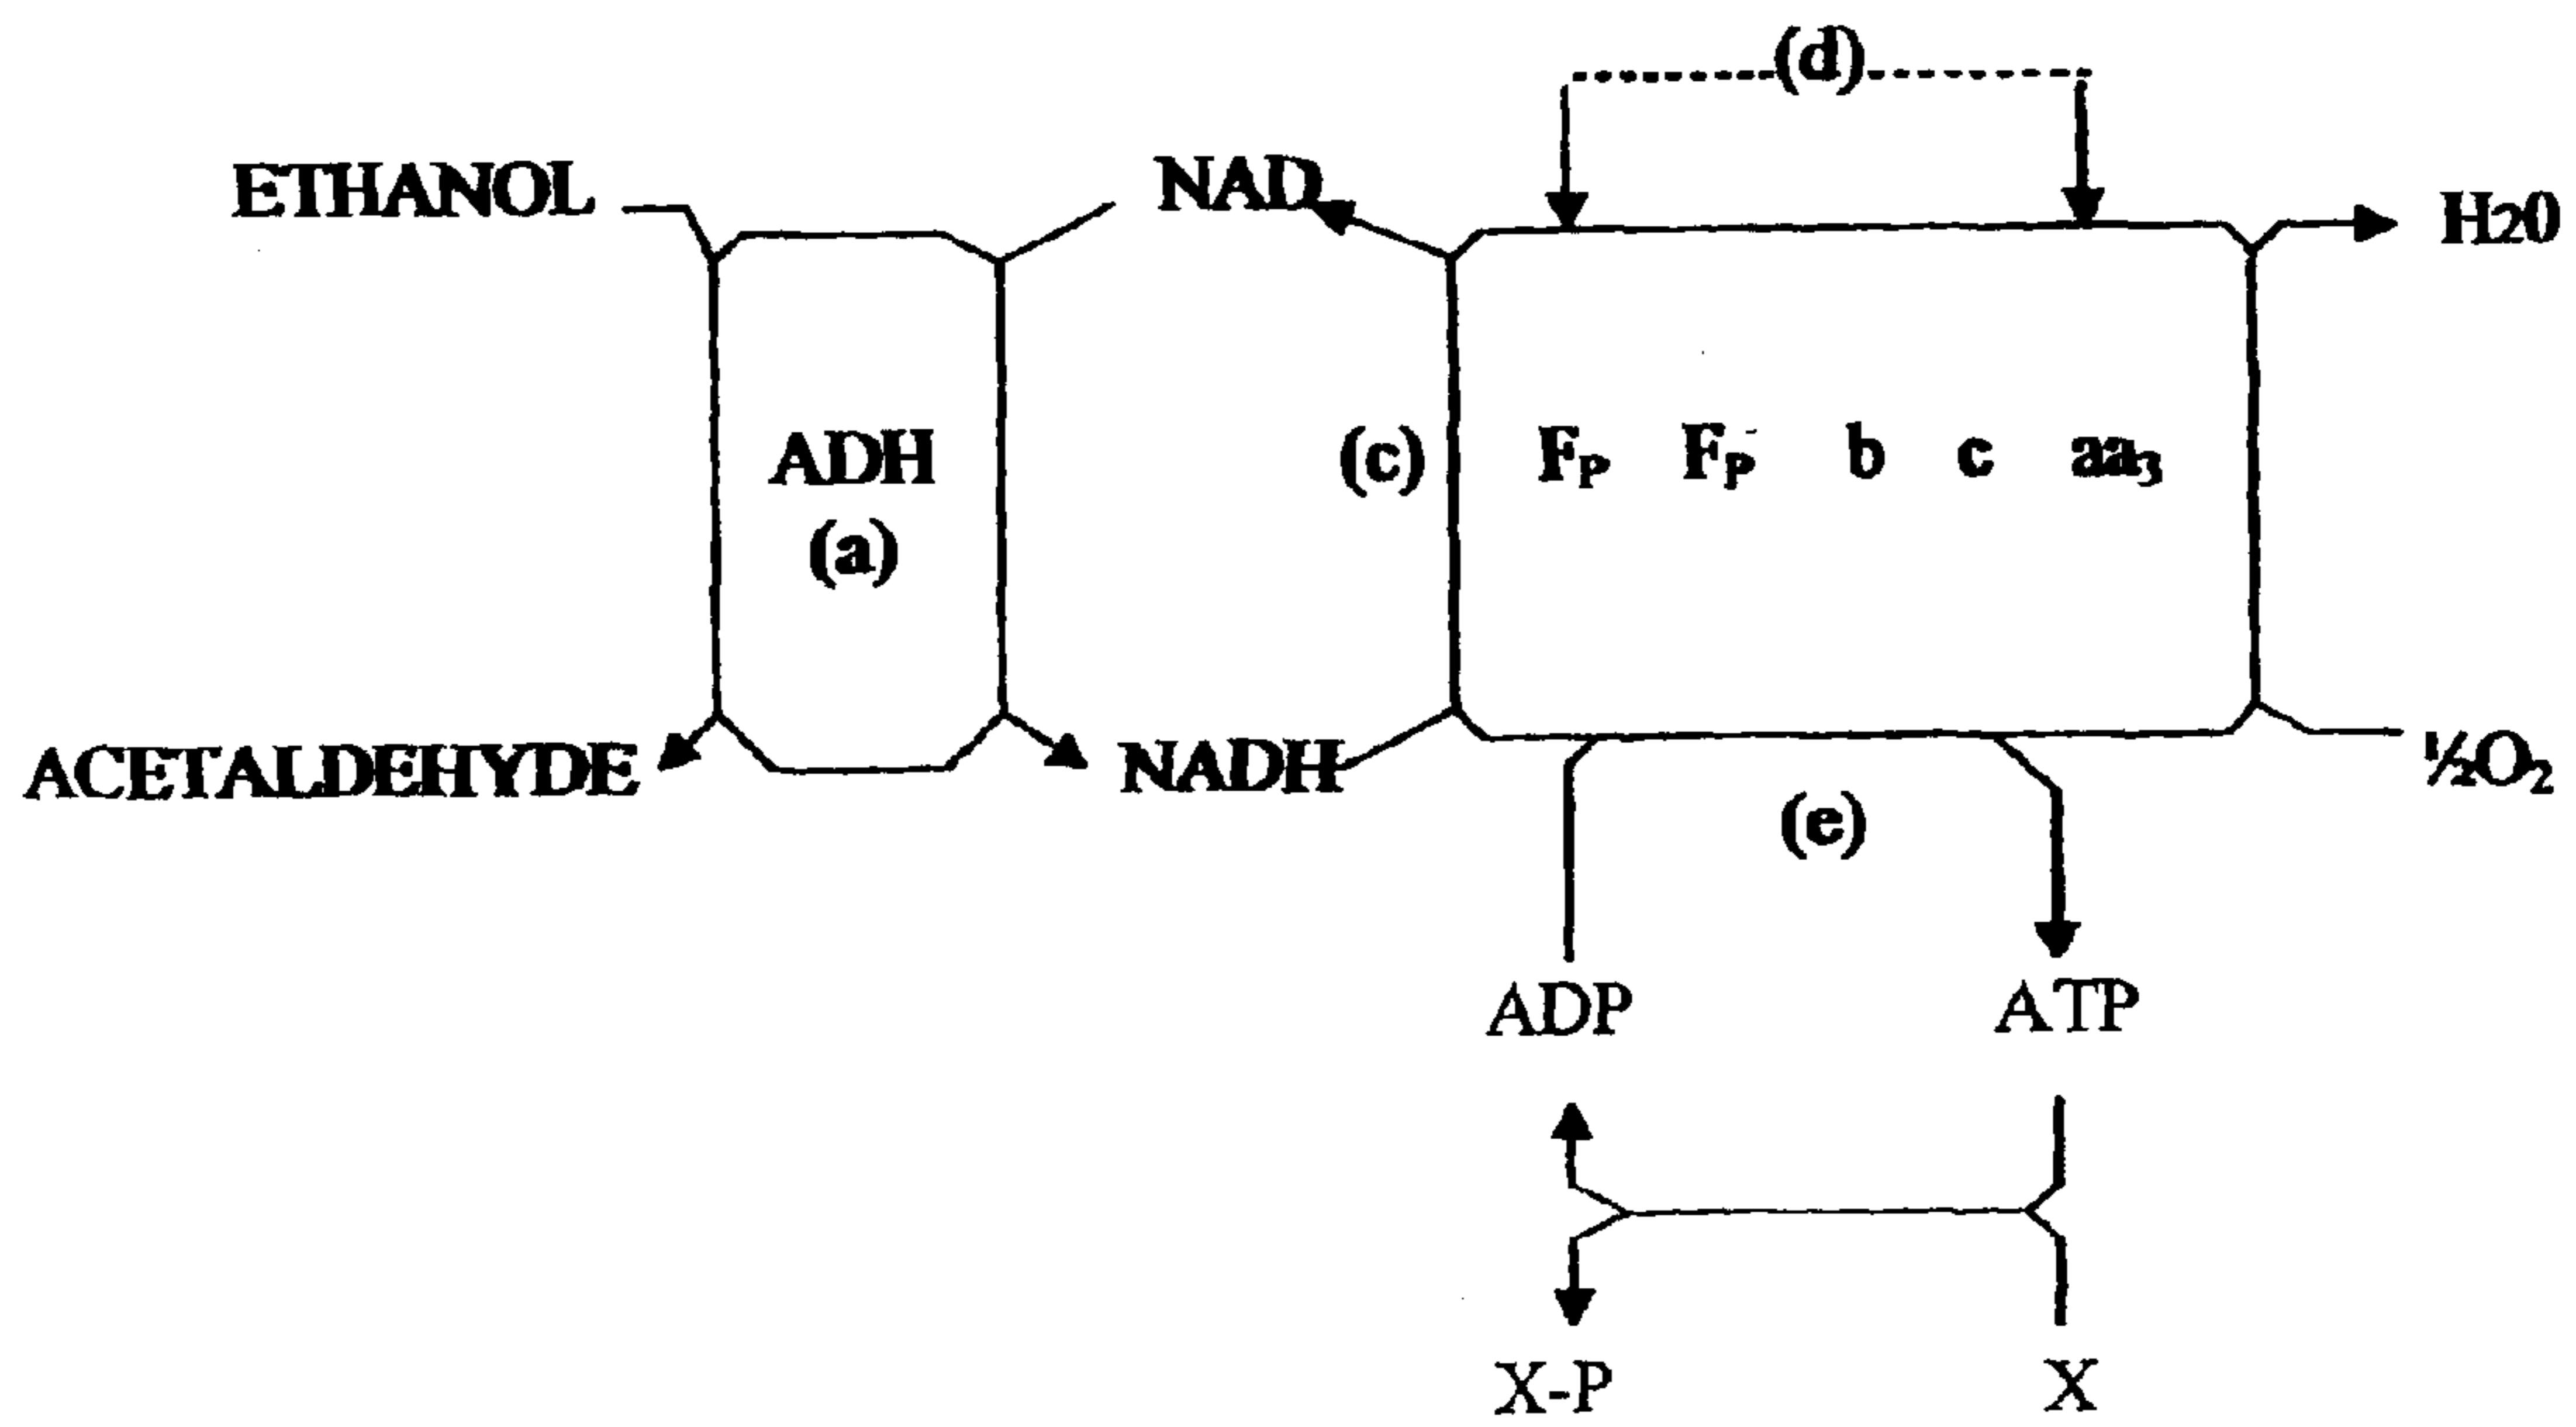 (d)
ETHANOL NAD H20
ADH (c) FP FP b c aa3
(a)
ACETALDEHYDE NADH ½O2
(e)
ADP ATP
X-P X